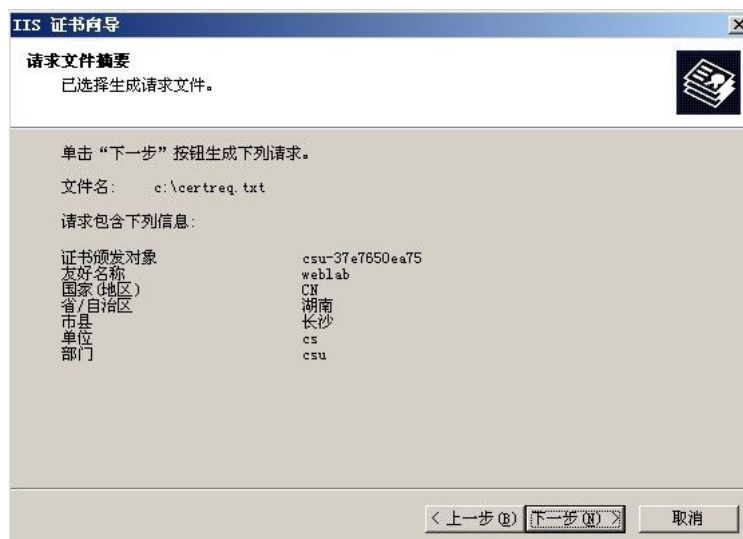 IIS 证书向导
请求文件摘要
已选择生成请求文件。
单击“下一步”按钮生成下列请求。
文件名: c:\certreq.txt
请求包含下列信息:
证书颁发对象 csu-37e7650ea75
友好名称 weblab
国家(地区) CN
省/自治区 湖南
市县 长沙
单位 cs
部门 csu
< 上一步(B) 下一步(N) > 取消